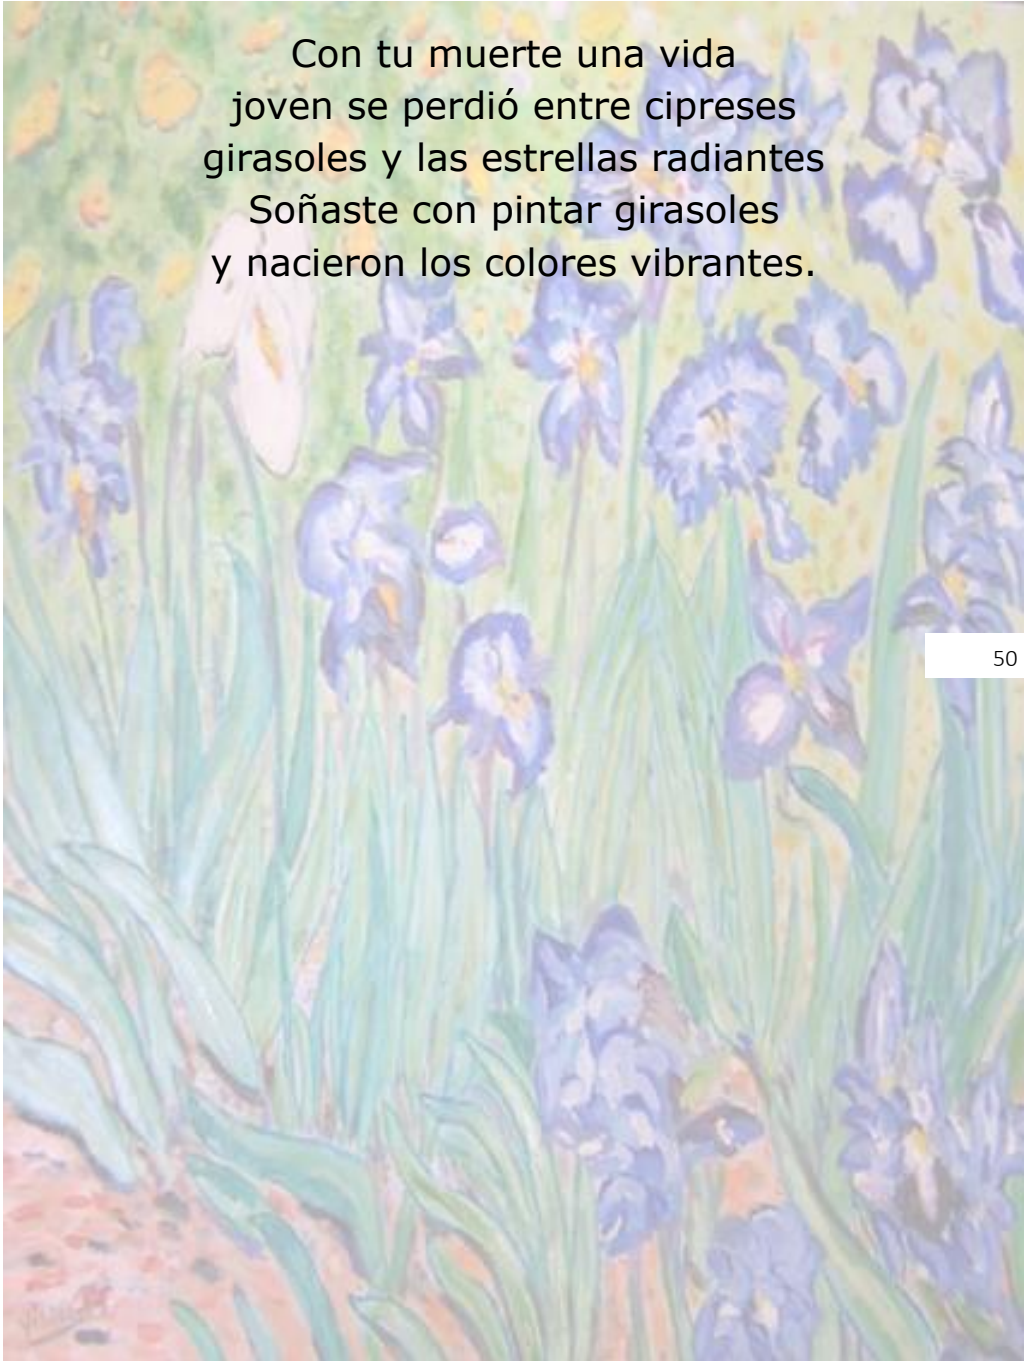 Con tu muerte una vida
joven se perdió entre cipreses
girasoles y las estrellas radiantes
Soñaste con pintar girasoles
y nacieron los colores vibrantes.
50